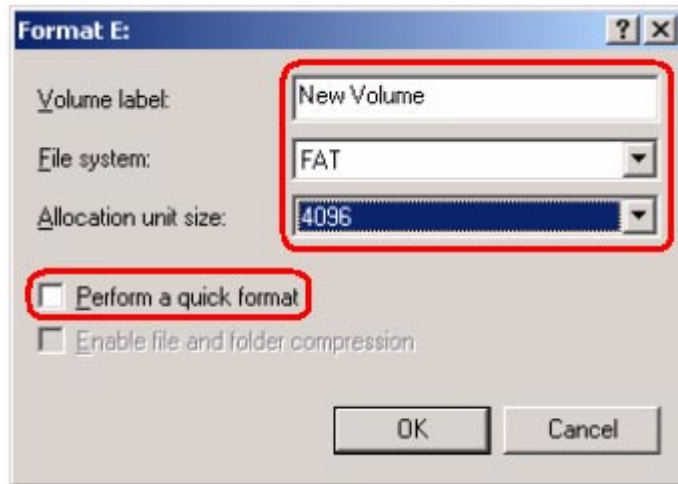 Format E:
Volume label: New Volume
File system: FAT
Allocation unit size: 4096
Perform a quick format
Enable file and folder compression
OK Cancel